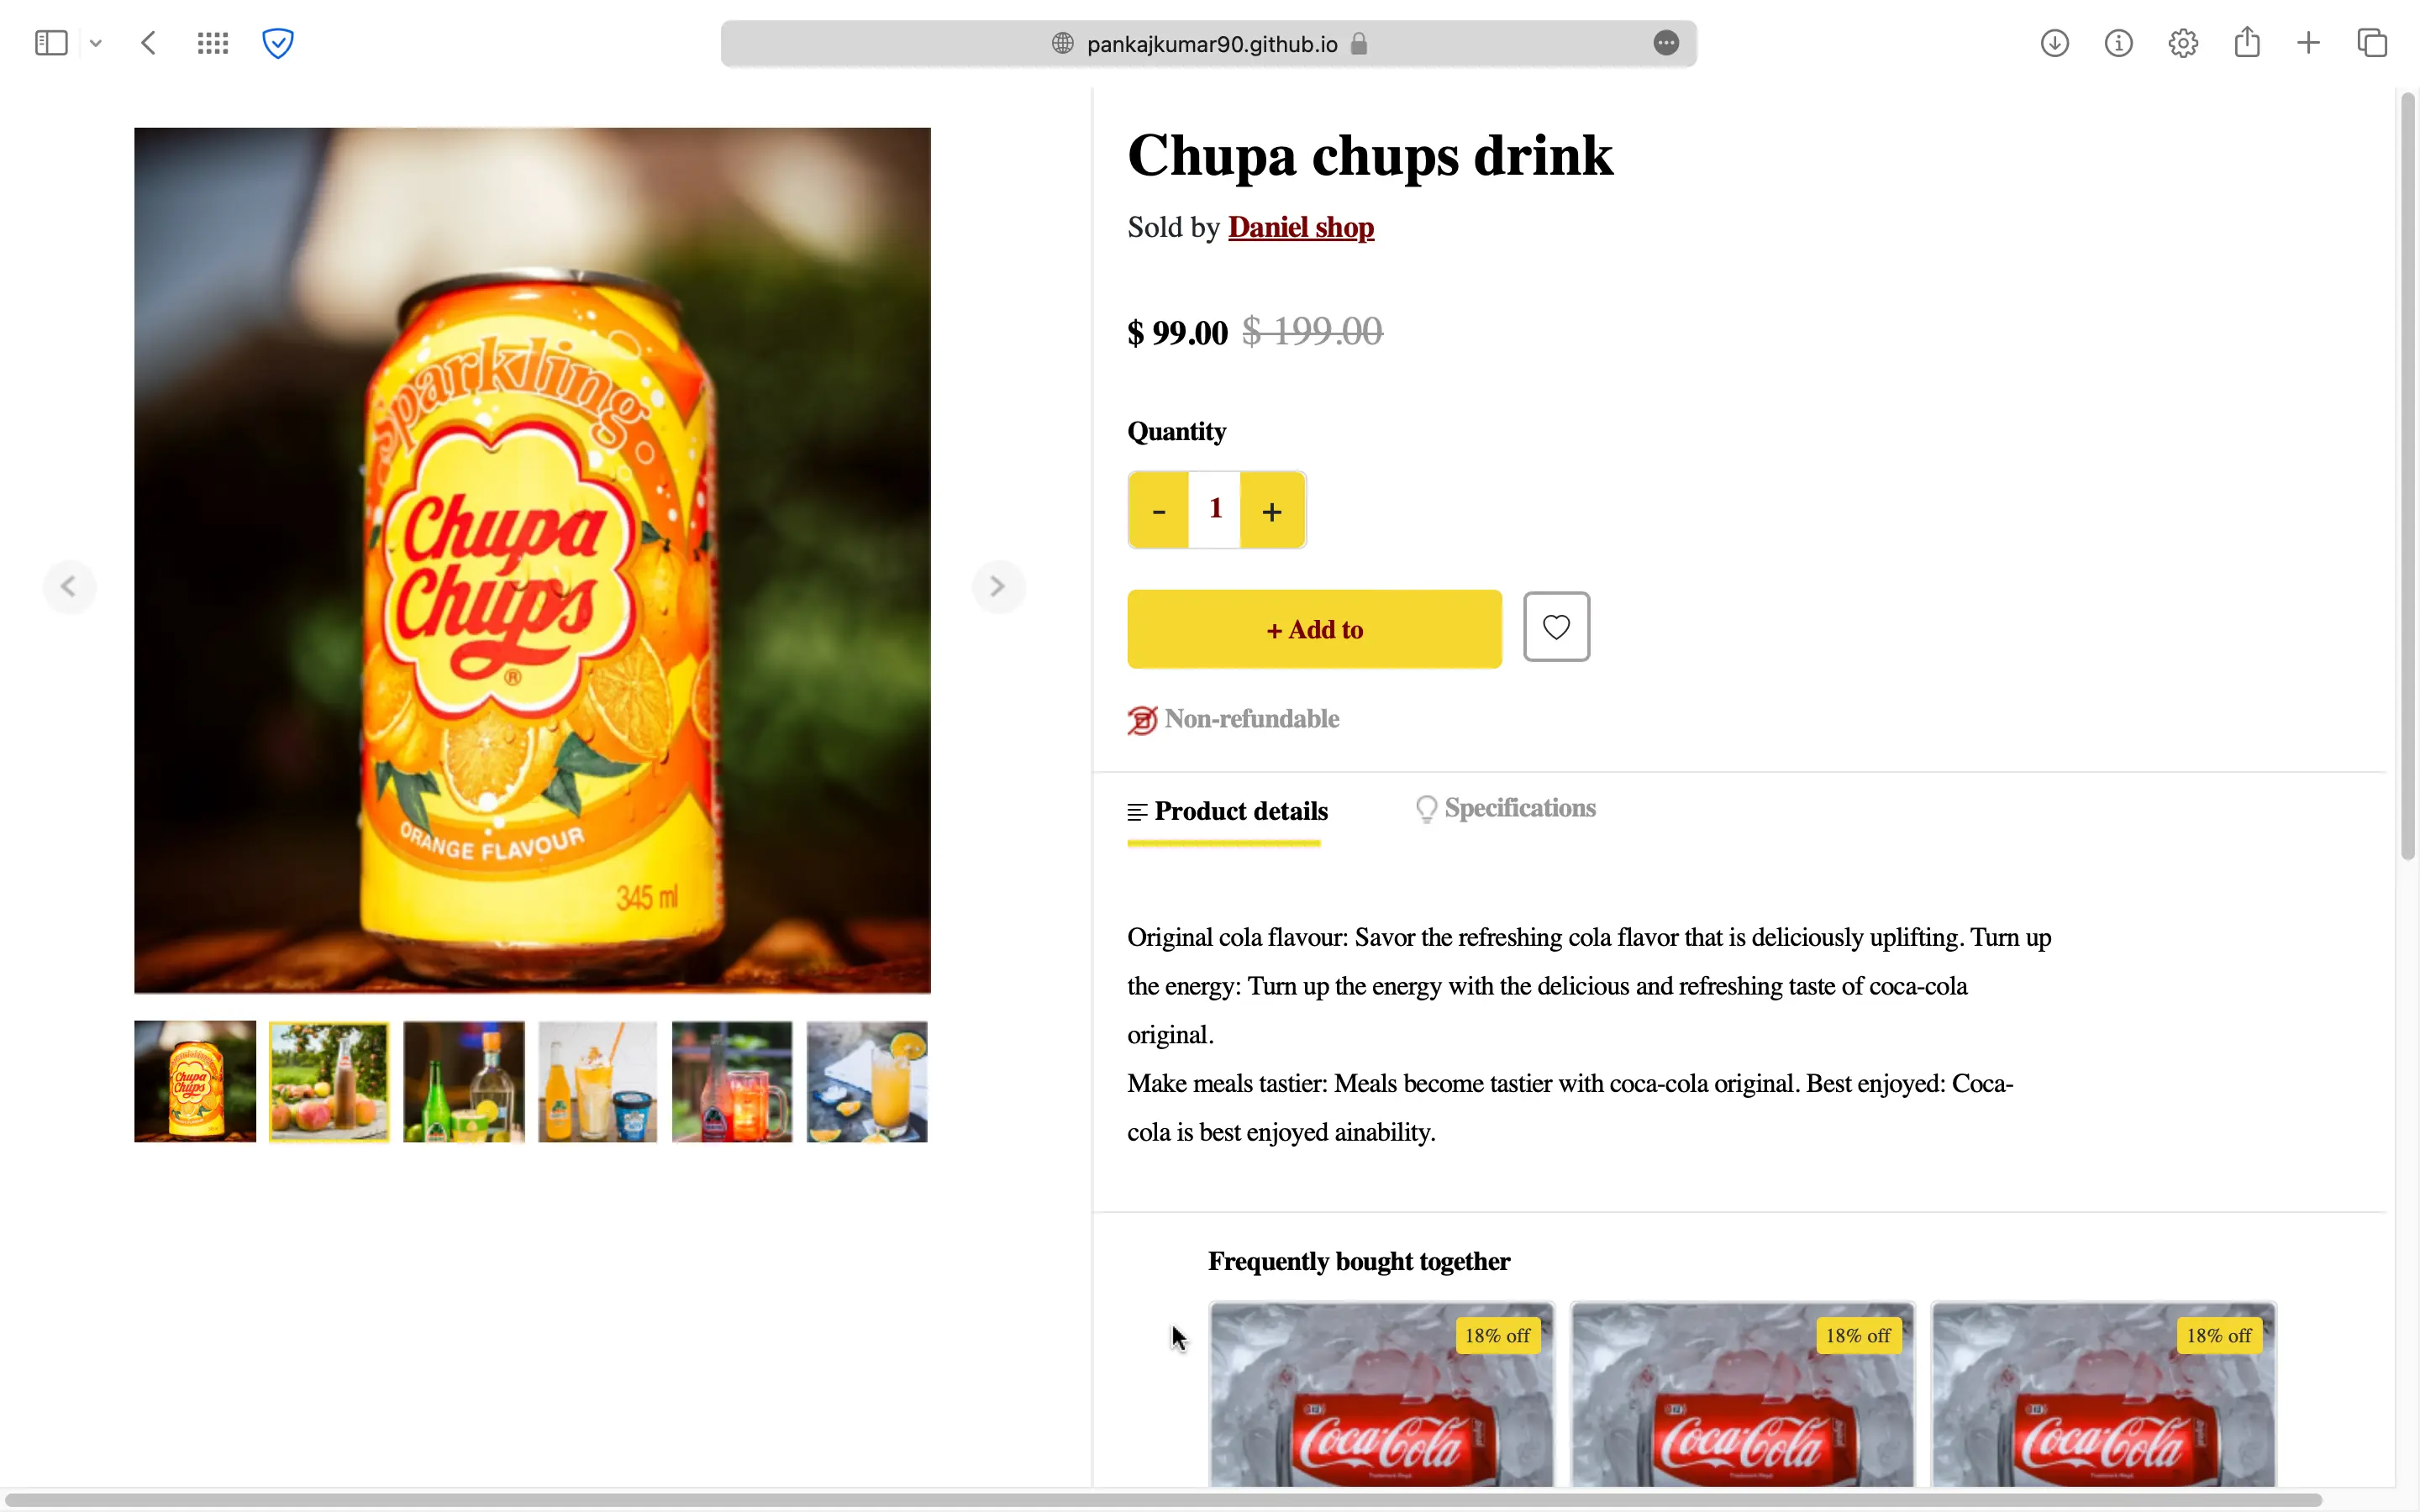 pankajkumar90.github.io
Chupa chups drink
Sold by Daniel shop
$ 99.00 $ 199.00
Quantity
- 1 +
+ Add to
Non-refundable
Product details
Specifications
Original cola flavour: Savor the refreshing cola flavor that is deliciously uplifting. Turn up
the energy: Turn up the energy with the delicious and refreshing taste of coca-cola
original.
Make meals tastier: Meals become tastier with coca-cola original. Best enjoyed: Coca-
cola is best enjoyed ainability.
Frequently bought together
18% off
18% off
18% off
Coca-Cola
Coca-Cola
Coca-Cola
Sparkling
Chupa
Chups
®
ORANGE FLAVOUR
345 ml
Chupa
Chups